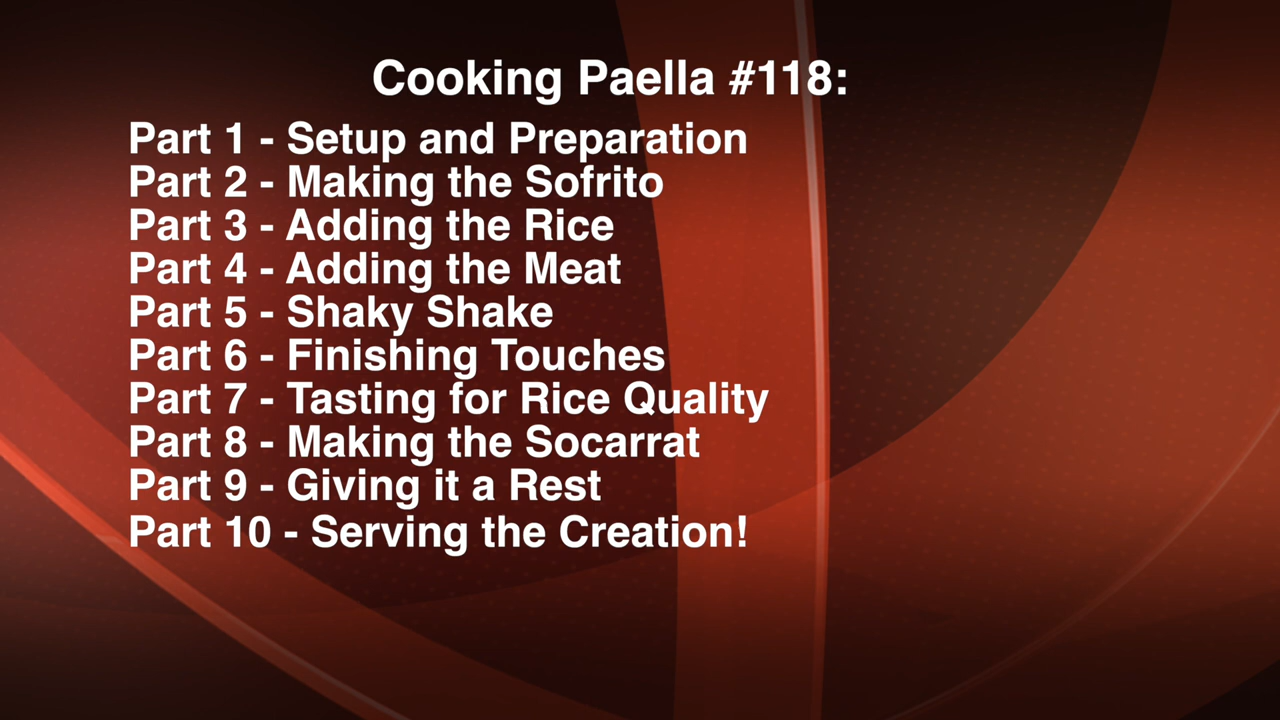 Cooking Paella #118:
Part 1 - Setup and Preparation
Part 2 - Making the Sofrito
Part 3 - Adding the Rice
Part 4 - Adding the Meat
Part 5 - Shaky Shake
Part 6 - Finishing Touches
Part 7 - Tasting for Rice Quality
Part 8 - Making the Socarrat
Part 9 - Giving it a Rest
Part 10 - Serving the Creation!